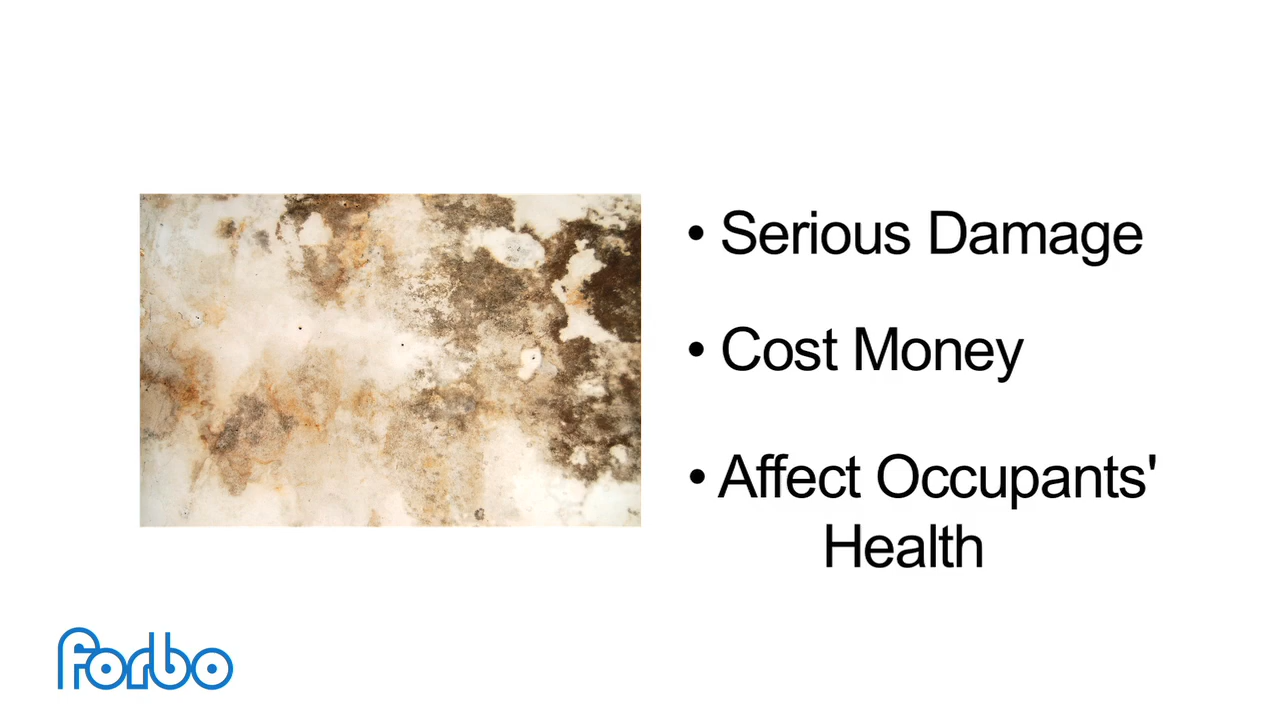 • Serious Damage
• Cost Money
• Affect Occupants'
Health
forbo